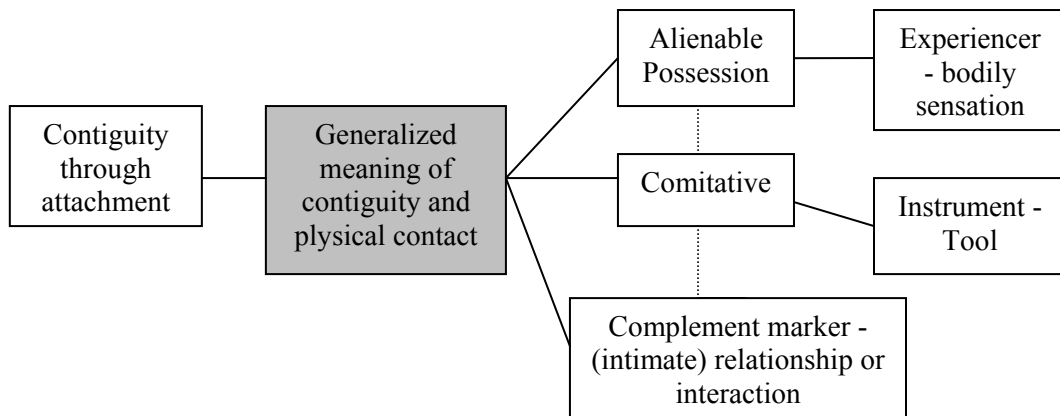 Contiguity
through
attachment
Generalized
meaning of
contiguity and
plysical contact
Alienable
Possession
Experiencer
- bodily
sensation
Comitative
Instrument -
Tool
Complement marker -
(intimate) relationship or
interaction